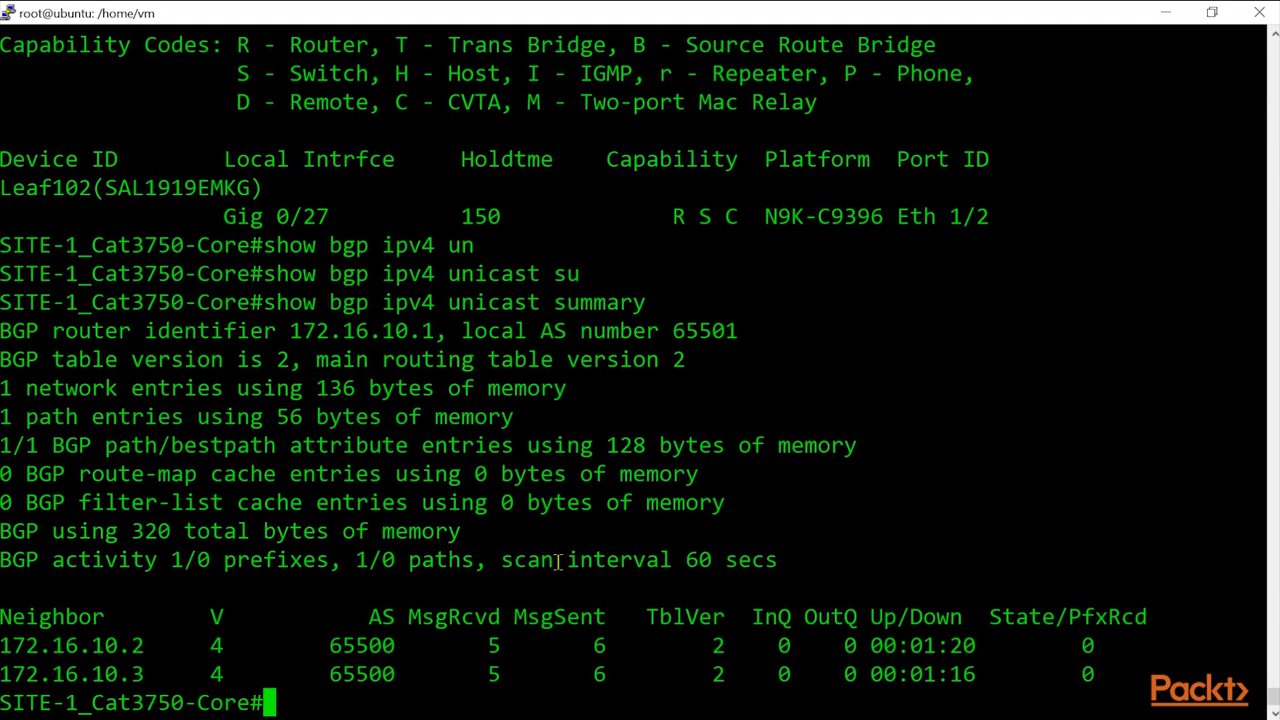 root@ubuntu: /home/vm
Capability Codes: R - Router, T - Trans Bridge, B - Source Route Bridge
S - Switch, H - Host, I - IGMP, r - Repeater, P - Phone,
D - Remote, C - CVTA, M - Two-port Mac Relay
Device ID Local Intrfce Holdtme Capability Platform Port ID
Leaf102(SAL1919EMKG)
Gig 0/27 150 R S C N9K-C9396 Eth 1/2
SITE-1_Cat3750-Core#show bgp ipv4 un
SITE-1_Cat3750-Core#show bgp ipv4 unicast su
SITE-1_Cat3750-Core#show bgp ipv4 unicast summary
BGP router identifier 172.16.10.1, local AS number 65501
BGP table version is 2, main routing table version 2
1 network entries using 136 bytes of memory
1 path entries using 56 bytes of memory
1/1 BGP path/bestpath attribute entries using 128 bytes of memory
0 BGP route-map cache entries using 0 bytes of memory
0 BGP filter-list cache entries using 0 bytes of memory
BGP using 320 total bytes of memory
BGP activity 1/0 prefixes, 1/0 paths, scan interval 60 secs
Neighbor V AS MsgRcvd MsgSent TblVer InQ OutQ Up/Down State/PfxRcd
172.16.10.2 4 65500 5 6 2 0 0 00:01:20 0
172.16.10.3 4 65500 5 6 2 0 0 00:01:16 0
SITE-1_Cat3750-Core#
Packt>